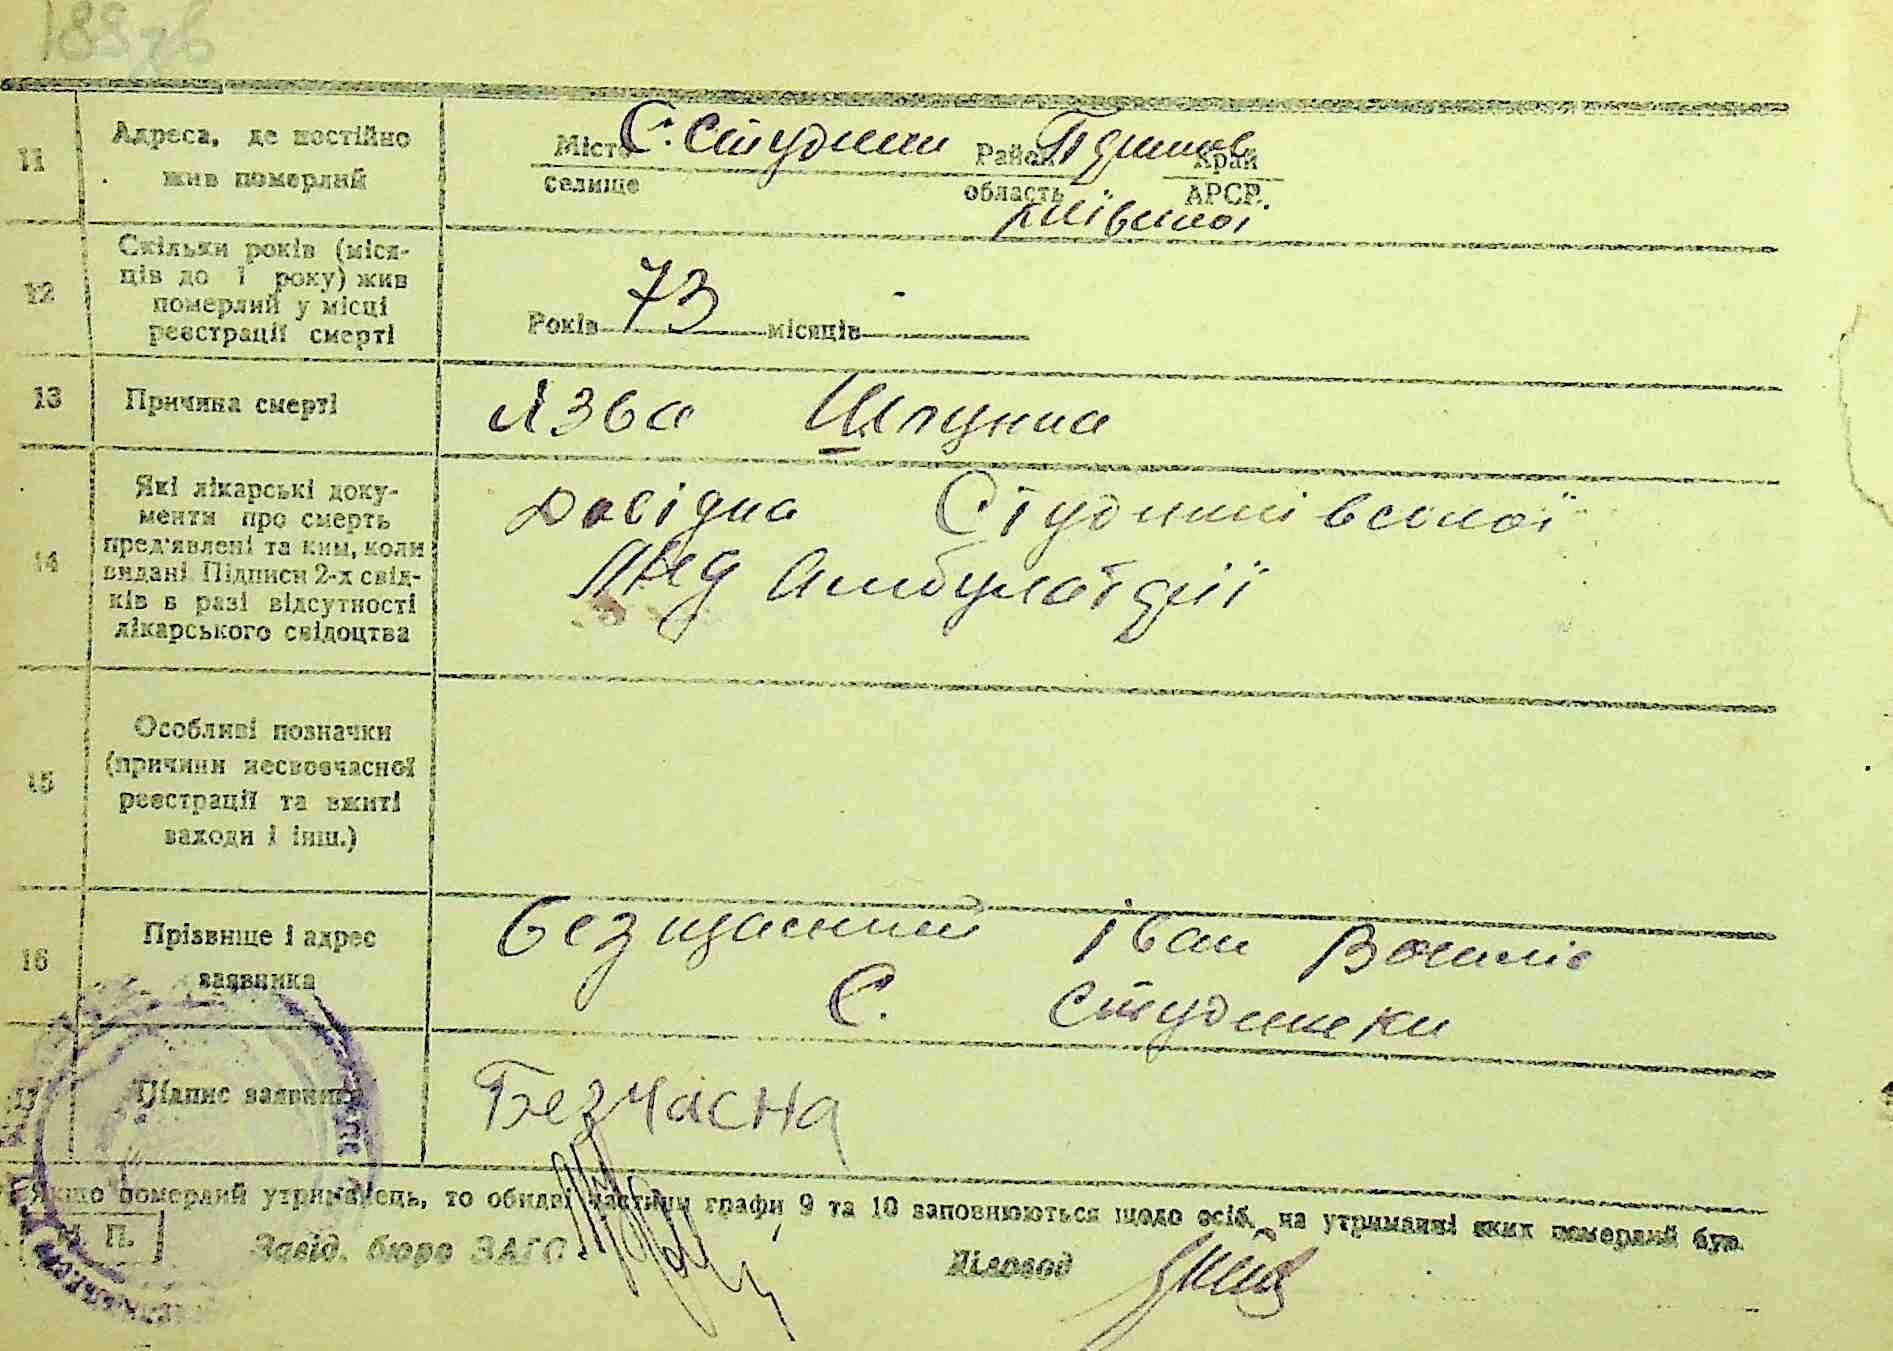 189зв
11
Адреса, де постійно
жив померлий
Місто С. Студеники Район Край
селище область АРСР.
Київської
12
Скільки років (міся-
ців до 1 року) жив
померлий у місці
реєстрації смерті
Років 73 місяців -
13
Причина смерті
Язва Шлунка
14
Які лікарські доку-
менти про смерть
пред'явлені та ким, коли
видані. Підписи 2-х свід-
ків в разі відсутності
лікарського свідоцтва
Довідка Студениківської
Мед Амбулаторії
15
Особливі позначки
(причини несвоєчасної
реєстрації та вжиті
заходи і інш.)
16
Прізвище і адрес
заявника
Безщасний Іван Василів
С. Студеники
17
Підпис заявника
Безчасна
Якщо померлий утриманець, то обидві частини графи 9 та 10 заповнюються щодо осіб, на утриманні яких померлий був.
М. П.
Завід. бюро ЗАГС
Діловод